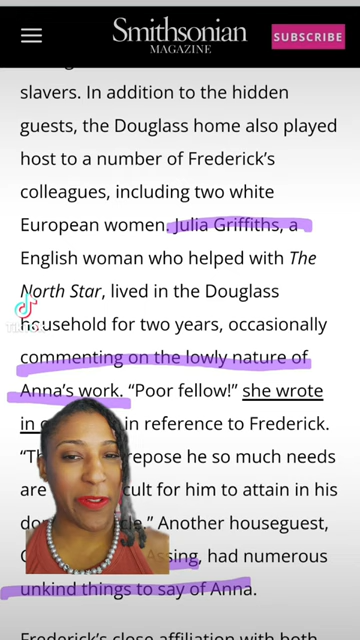 Smithsonian
MAGAZINE
SUBSCRIBE
slavers. In addition to the hidden
guests, the Douglass home also played
host to a number of Frederick's
colleagues, including two white
European women. Julia Griffiths, a
English woman who helped with The
North Star, lived in the Douglass
household for two years, occasionally
commenting on the lowly nature of
Anna's work. “Poor fellow!” she wrote
in reference to Frederick.
repose he so much needs
are for him to attain in his
Another houseguest,
Assing, had numerous
unkind things to say of Anna.
Frederick's close affiliation with both